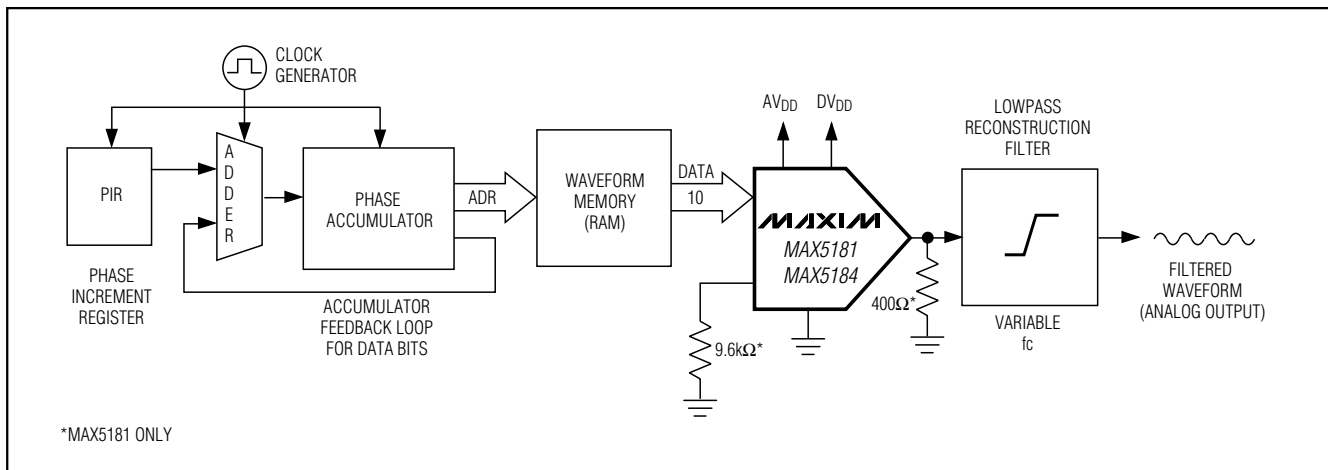 CLOCK
GENERATOR
PIR
PHASE
INCREMENT
REGISTER
ADDER
PHASE
ACCUMULATOR
ACCUMULATOR
FEEDBACK LOOP
FOR DATA BITS
ADR
WAVEFORM
MEMORY
(RAM)
DATA
10
AVDD
DVDD
MAXIM
MAX5181
MAX5184
9.6kΩ*
400Ω*
LOWPASS
RECONSTRUCTION
FILTER
VARIABLE
fc
FILTERED
WAVEFORM
(ANALOG OUTPUT)
*MAX5181 ONLY